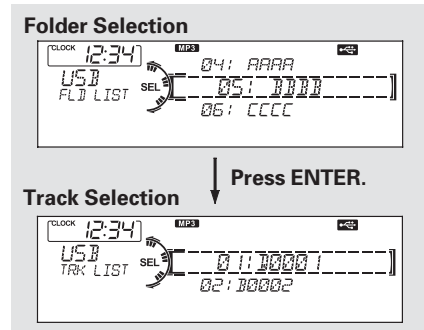 Folder Selection
CLOCK 12:34 MP3
04: AAAA
USB
FLD LIST SEL 05: BBBB
06: CCCC
Press ENTER.
Track Selection
CLOCK 12:34 MP3
USB
TRK LIST SEL 01: B0001
02: B0002